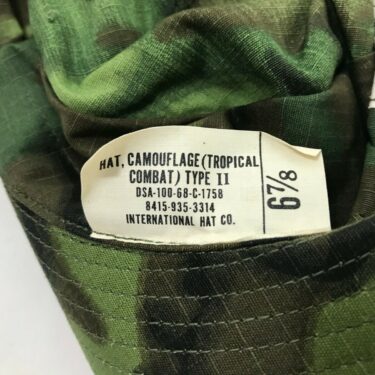 HAT, CAMOUFLAGE (TROPICAL
COMBAT) TYPE II
DSA-100-68-C-1758
8415-935-3314
INTERNATIONAL HAT CO.
6⅞